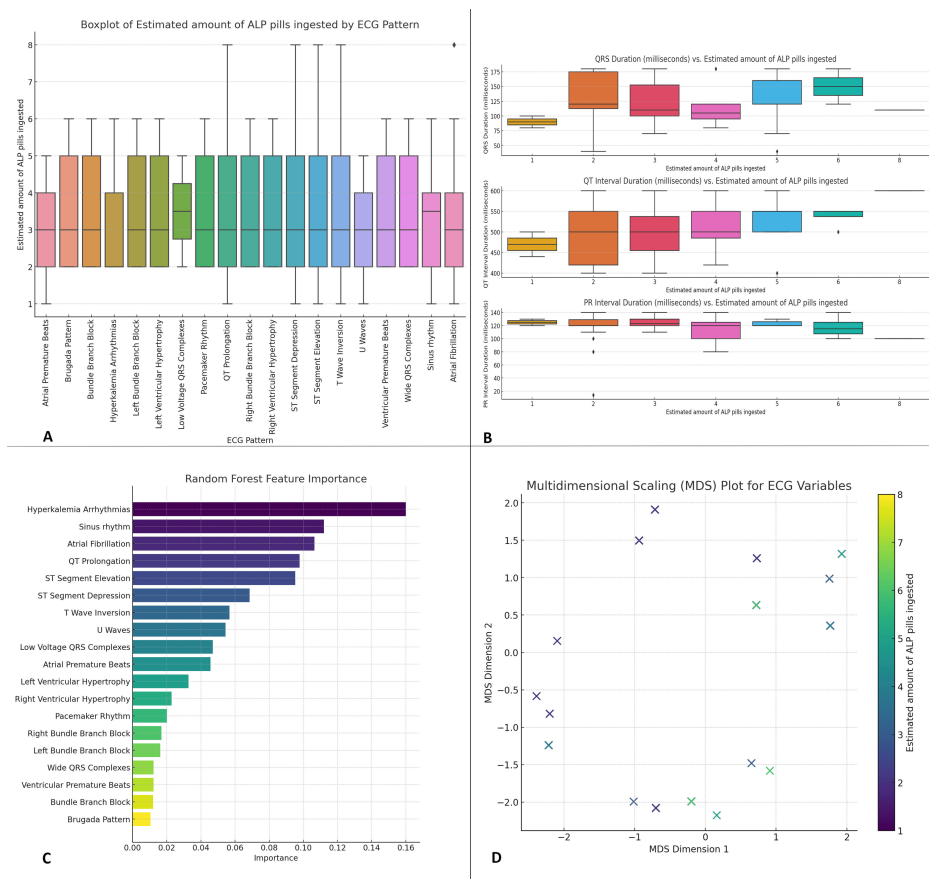 Boxplot of Estimated amount of ALP pills ingested by ECG Pattern
Estimated amount of ALP pills ingested
8
7
6
5
4
3
2
1
Atrial Premature Beats
Brugada Pattern
Bundle Branch Block
Hyperkalemia Arrhythmias
Left Bundle Branch Block
Left Ventricular Hypertrophy
Low Voltage QRS Complexes
Pacemaker Rhythm
QT Prolongation
Right Bundle Branch Block
Right Ventricular Hypertrophy
ST Segment Depression
ST Segment Elevation
T Wave Inversion
U Waves
Ventricular Premature Beats
Wide QRS Complexes
Sinus rhythm
Atrial Fibrillation
ECG Pattern
A
QRS Duration (milliseconds) vs. Estimated amount of ALP pills ingested
QRS Duration (milliseconds)
175
150
125
100
75
50
1 2 3 4 5 6 8
Estimated amount of ALP pills ingested
QT Interval Duration (milliseconds) vs. Estimated amount of ALP pills ingested
QT Interval Duration (milliseconds)
600
550
500
450
400
1 2 3 4 5 6 8
Estimated amount of ALP pills ingested
PR Interval Duration (milliseconds) vs. Estimated amount of ALP pills ingested
PR Interval Duration (milliseconds)
140
120
100
80
60
40
20
1 2 3 4 5 6 8
Estimated amount of ALP pills ingested
B
Random Forest Feature Importance
Hyperkalemia Arrhythmias
Sinus rhythm
Atrial Fibrillation
QT Prolongation
ST Segment Elevation
ST Segment Depression
T Wave Inversion
U Waves
Low Voltage QRS Complexes
Atrial Premature Beats
Left Ventricular Hypertrophy
Right Ventricular Hypertrophy
Pacemaker Rhythm
Right Bundle Branch Block
Left Bundle Branch Block
Wide QRS Complexes
Ventricular Premature Beats
Bundle Branch Block
Brugada Pattern
0.00 0.02 0.04 0.06 0.08 0.10 0.12 0.14 0.16
Importance
C
Multidimensional Scaling (MDS) Plot for ECG Variables
MDS Dimension 2
2.0
1.5
1.0
0.5
0.0
−0.5
−1.0
−1.5
−2.0
−2 −1 0 1 2
MDS Dimension 1
8
7
6
5
4
3
2
1
Estimated amount of ALP pills ingested
D